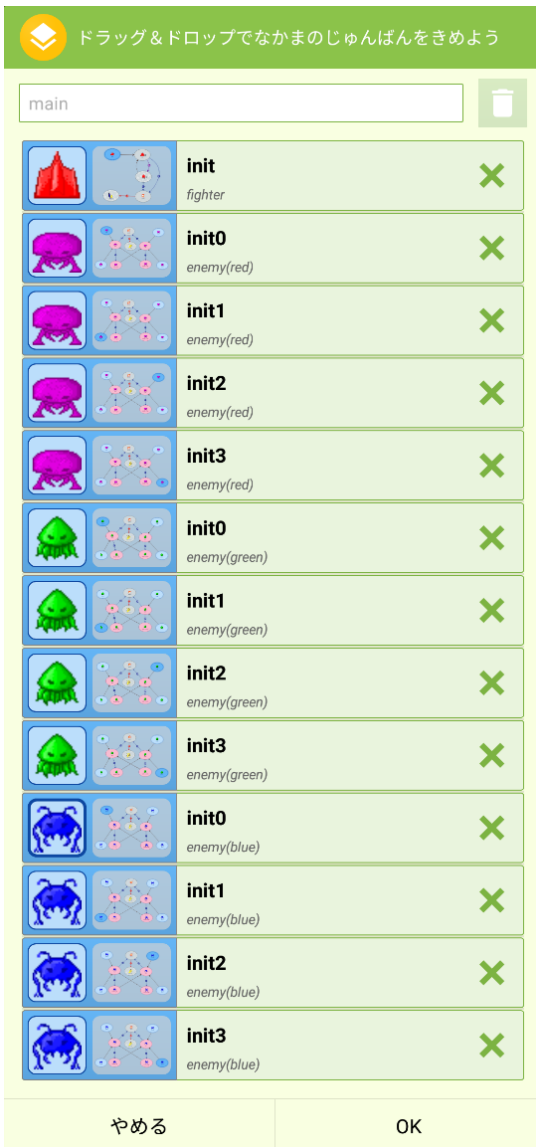 ドラッグ＆ドロップでなかまのじゅんばんをきめよう
main
init
fighter
init0
enemy(red)
init1
enemy(red)
init2
enemy(red)
init3
enemy(red)
init0
enemy(green)
init1
enemy(green)
init2
enemy(green)
init3
enemy(green)
init0
enemy(blue)
init1
enemy(blue)
init2
enemy(blue)
init3
enemy(blue)
やめる
OK